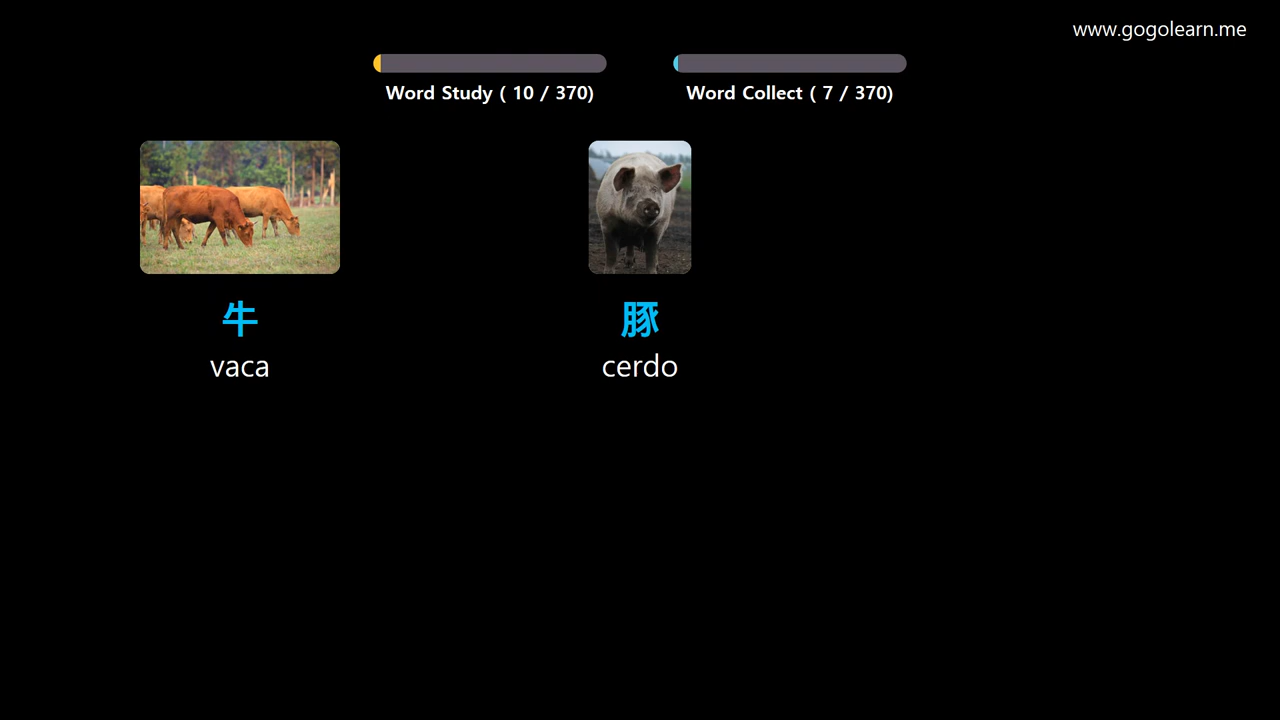 www.gogolearn.me
Word Study ( 10 / 370)
Word Collect ( 7 / 370)
牛
vaca
豚
cerdo